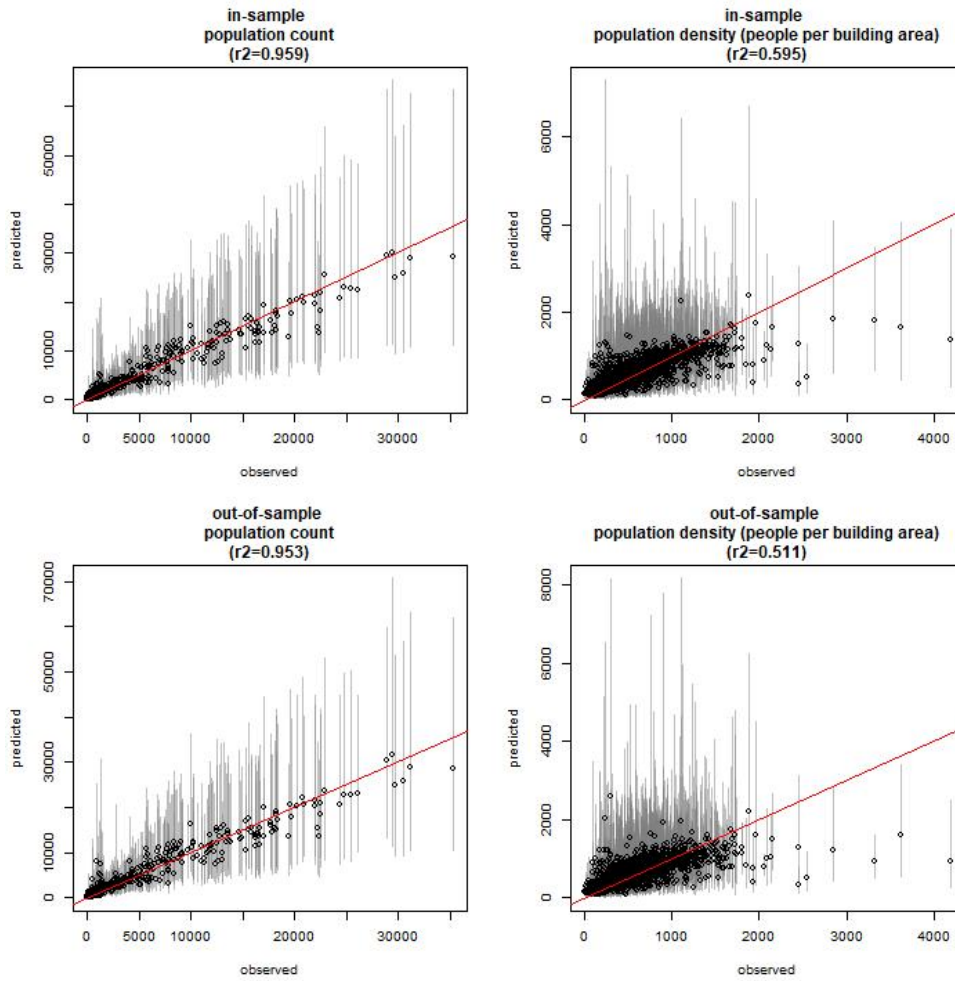 in-sample
population count
(r2=0.959)
predicted
0
10000
30000
50000
0
5000
10000
20000
30000
observed
in-sample
population density (people per building area)
(r2=0.595)
predicted
0
2000
4000
6000
0
1000
2000
3000
4000
observed
out-of-sample
population count
(r2=0.953)
predicted
0
10000
30000
50000
70000
0
5000
10000
20000
30000
observed
out-of-sample
population density (people per building area)
(r2=0.511)
predicted
0
2000
4000
6000
8000
0
1000
2000
3000
4000
observed